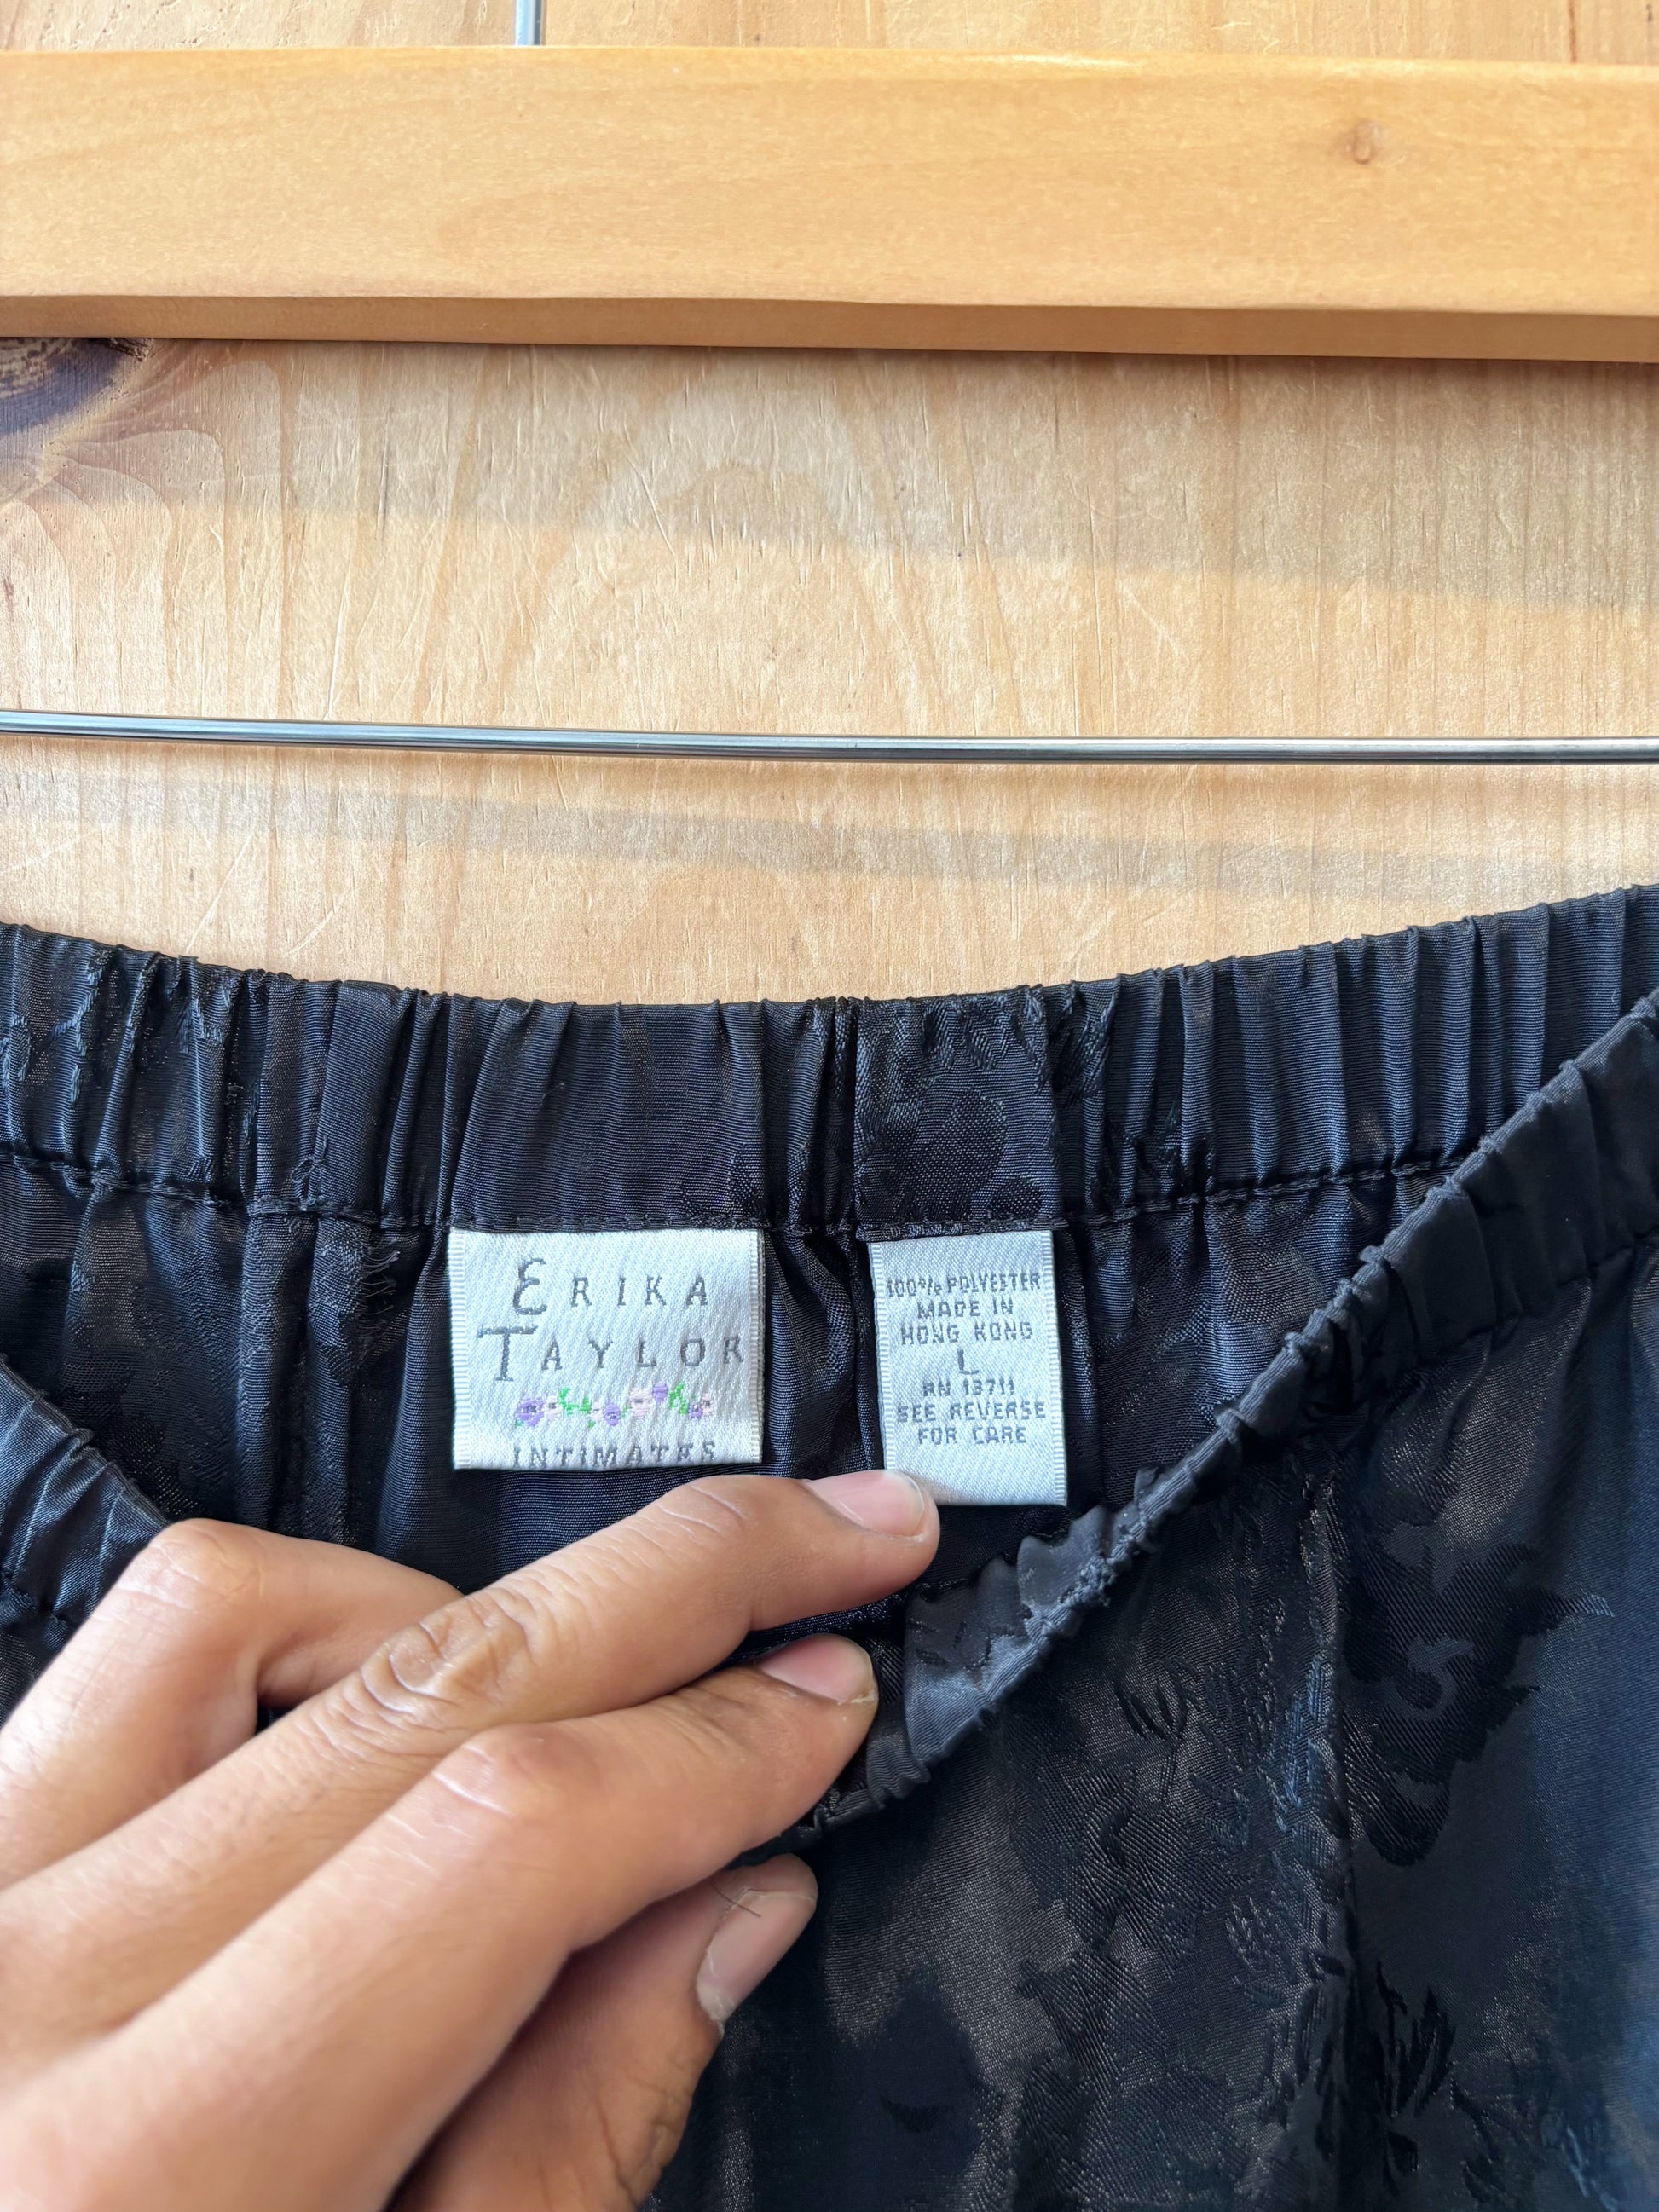 ERIKA
TAYLOR
INTIMATES
100% POLYESTER
MADE IN
HONG KONG
L
RN 13711
SEE REVERSE
FOR CARE